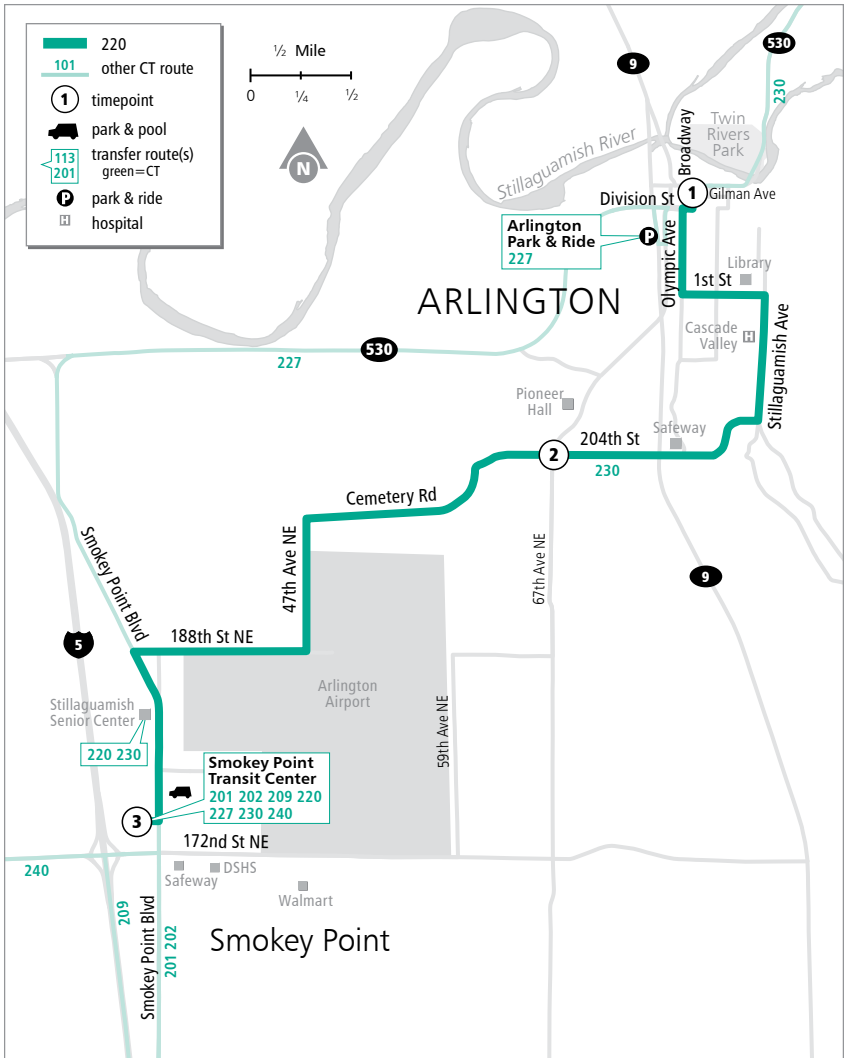 220
101
other CT route
1
timepoint
park & pool
113
201
transfer route(s)
green=CT
P
park & ride
H
hospital
½ Mile
0
¼
½
N
9
530
230
Twin
Rivers
Park
Stillaguamish River
Broadway
Division St
1
Gilman Ave
Arlington
Park & Ride
227
P
Olympic Ave
Library
1st St
ARLINGTON
Cascade
Valley
H
Stillaguamish Ave
530
227
Pioneer
Hall
Safeway
204th St
2
230
Cemetery Rd
47th Ave NE
67th Ave NE
9
Smokey Point Blvd
188th St NE
5
Arlington
Airport
Stillaguamish
Senior Center
220 230
59th Ave NE
Smokey Point
Transit Center
201 202 209 220
227 230 240
3
172nd St NE
240
Safeway
DSHS
Walmart
209
Smokey Point Blvd
201 202
Smokey Point